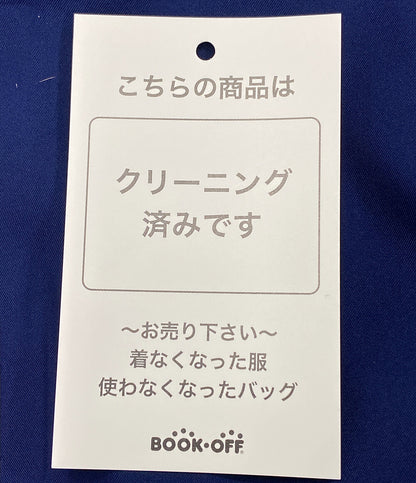 こちらの商品は
クリーニング
済みです
～お売り下さい～
着なくなった服
使わなくなったバッグ
BOOK・OFF